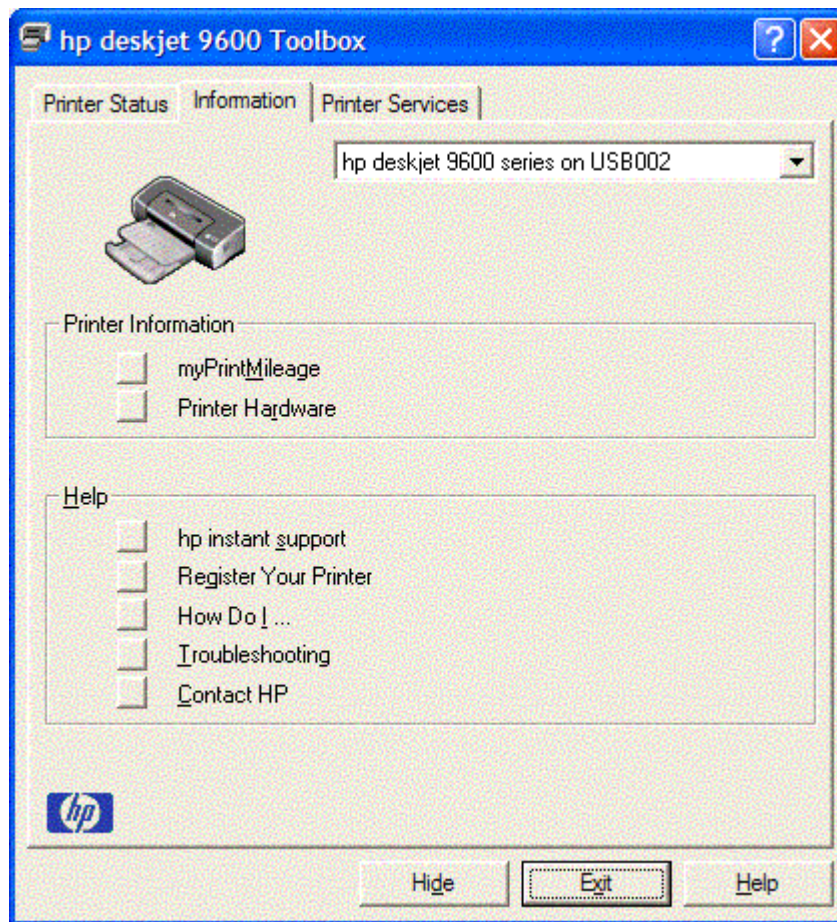 hp deskjet 9600 Toolbox
Printer Status Information Printer Services
hp deskjet 9600 series on USB002
Printer Information
myPrintMileage
Printer Hardware
Help
hp instant support
Register Your Printer
How Do I ...
Troubleshooting
Contact HP
hp
Hide Exit Help